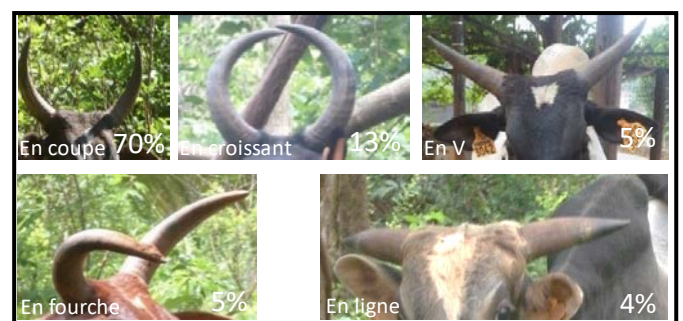 En coupe 70%
En croissant 13%
En V 5%
En fourche 5%
En ligne 4%